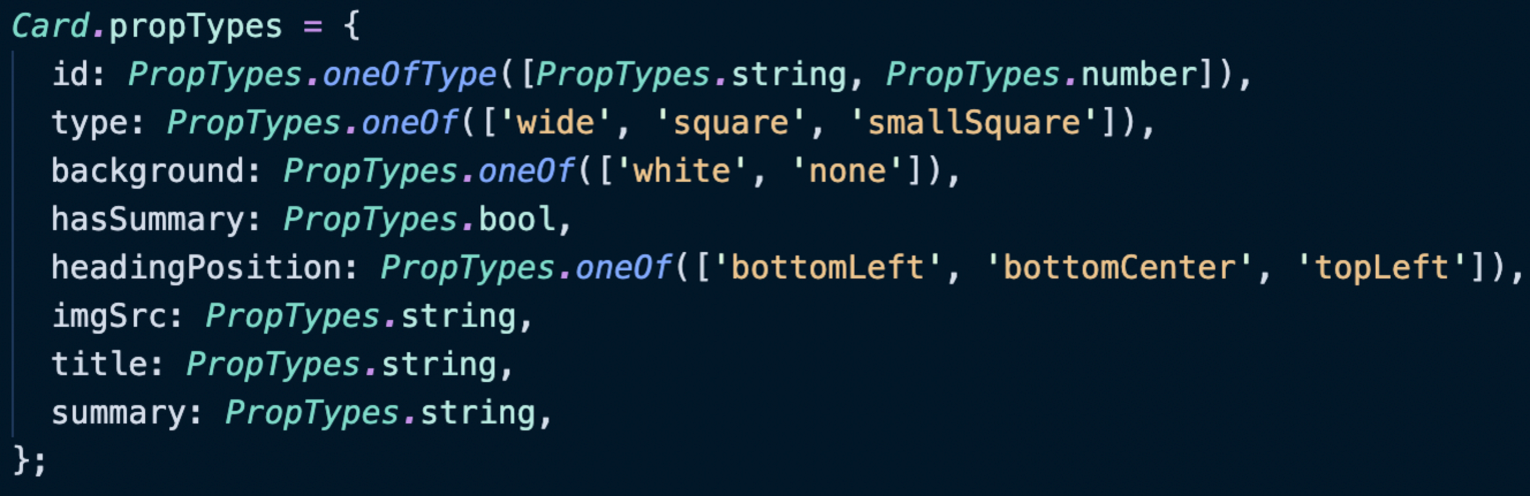 Card.propTypes = {
  id: PropTypes.oneOfType([PropTypes.string, PropTypes.number]),
  type: PropTypes.oneOf(['wide', 'square', 'smallSquare']),
  background: PropTypes.oneOf(['white', 'none']),
  hasSummary: PropTypes.bool,
  headingPosition: PropTypes.oneOf(['bottomLeft', 'bottomCenter', 'topLeft']),
  imgSrc: PropTypes.string,
  title: PropTypes.string,
  summary: PropTypes.string,
};